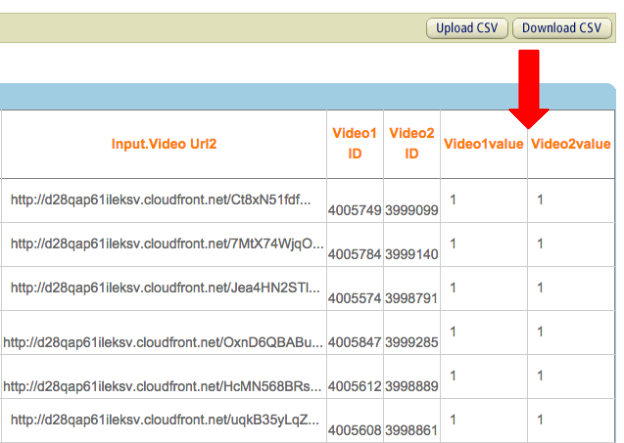 Upload CSV Download CSV
Input.Video Url2 Video1 ID Video2 ID Video1value Video2value
http://d28qap61ileksv.cloudfront.net/Ct8xN51fdf... 4005749 3999099 1 1
http://d28qap61ileksv.cloudfront.net/7MtX74WjqO... 4005784 3999140 1 1
http://d28qap61ileksv.cloudfront.net/Jea4HN2STl... 4005574 3998791 1 1
http://d28qap61ileksv.cloudfront.net/OxnD6QBABu... 4005847 3999285 1 1
http://d28qap61ileksv.cloudfront.net/HcMN568BRs... 4005612 3998889 1 1
http://d28qap61ileksv.cloudfront.net/uqkB35yLqZ... 4005608 3998861 1 1